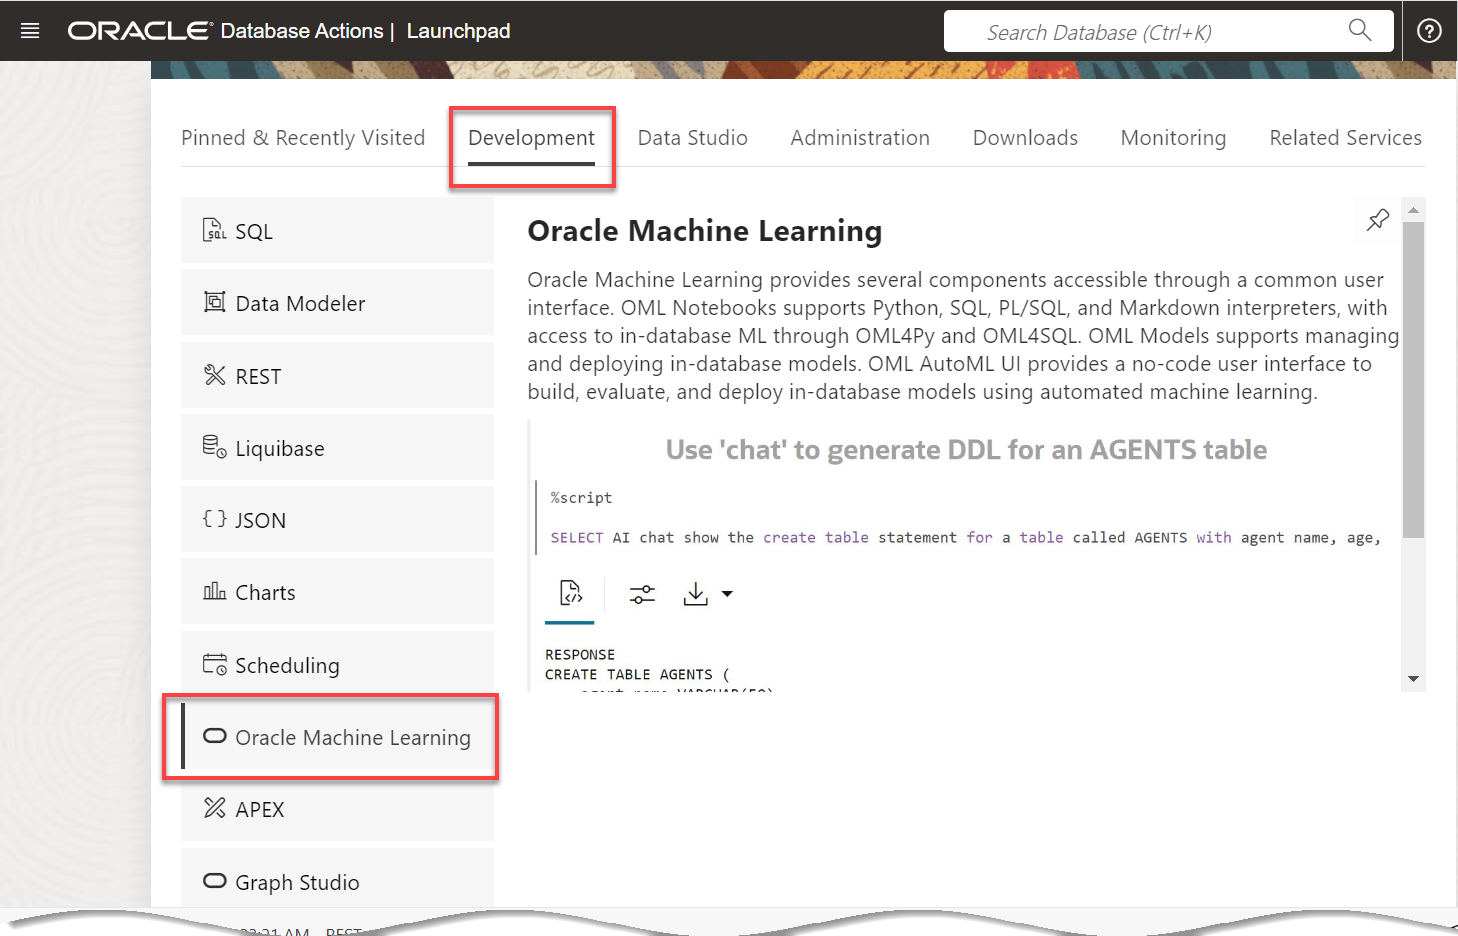 ORACLE Database Actions | Launchpad
Search Database (Ctrl+K)
Pinned & Recently Visited
Development
Data Studio
Administration
Downloads
Monitoring
Related Services
SQL
Data Modeler
REST
Liquibase
JSON
Charts
Scheduling
Oracle Machine Learning
APEX
Graph Studio
Oracle Machine Learning
Oracle Machine Learning provides several components accessible through a common user
interface. OML Notebooks supports Python, SQL, PL/SQL, and Markdown interpreters, with
access to in-database ML through OML4Py and OML4SQL. OML Models supports managing
and deploying in-database models. OML AutoML UI provides a no-code user interface to
build, evaluate, and deploy in-database models using automated machine learning.
Use 'chat' to generate DDL for an AGENTS table
%script
SELECT AI chat show the create table statement for a table called AGENTS with agent name, age,
RESPONSE
CREATE TABLE AGENTS (